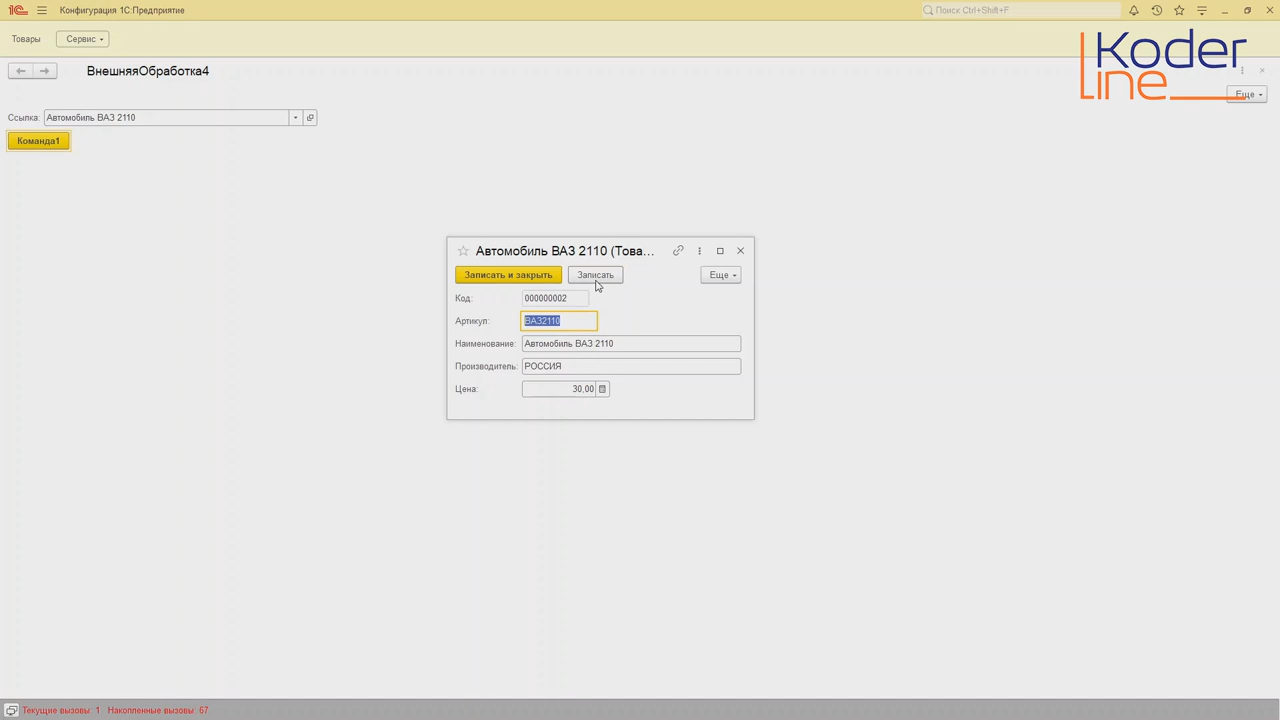 Конфигурация 1С:Предприятие
Поиск Ctrl+Shift+F
Товары
Сервис
Koder
line
ВнешняяОбработка4
Еще
Ссылка: Автомобиль ВАЗ 2110
Команда1
Автомобиль ВАЗ 2110 (Това...
Записать и закрыть
Записать
Еще
Код: 000000002
Артикул: ВАЗ2110
Наименование: Автомобиль ВАЗ 2110
Производитель: РОССИЯ
Цена: 30,00
Текущие вызовы: 1 Накопленные вызовы: 67